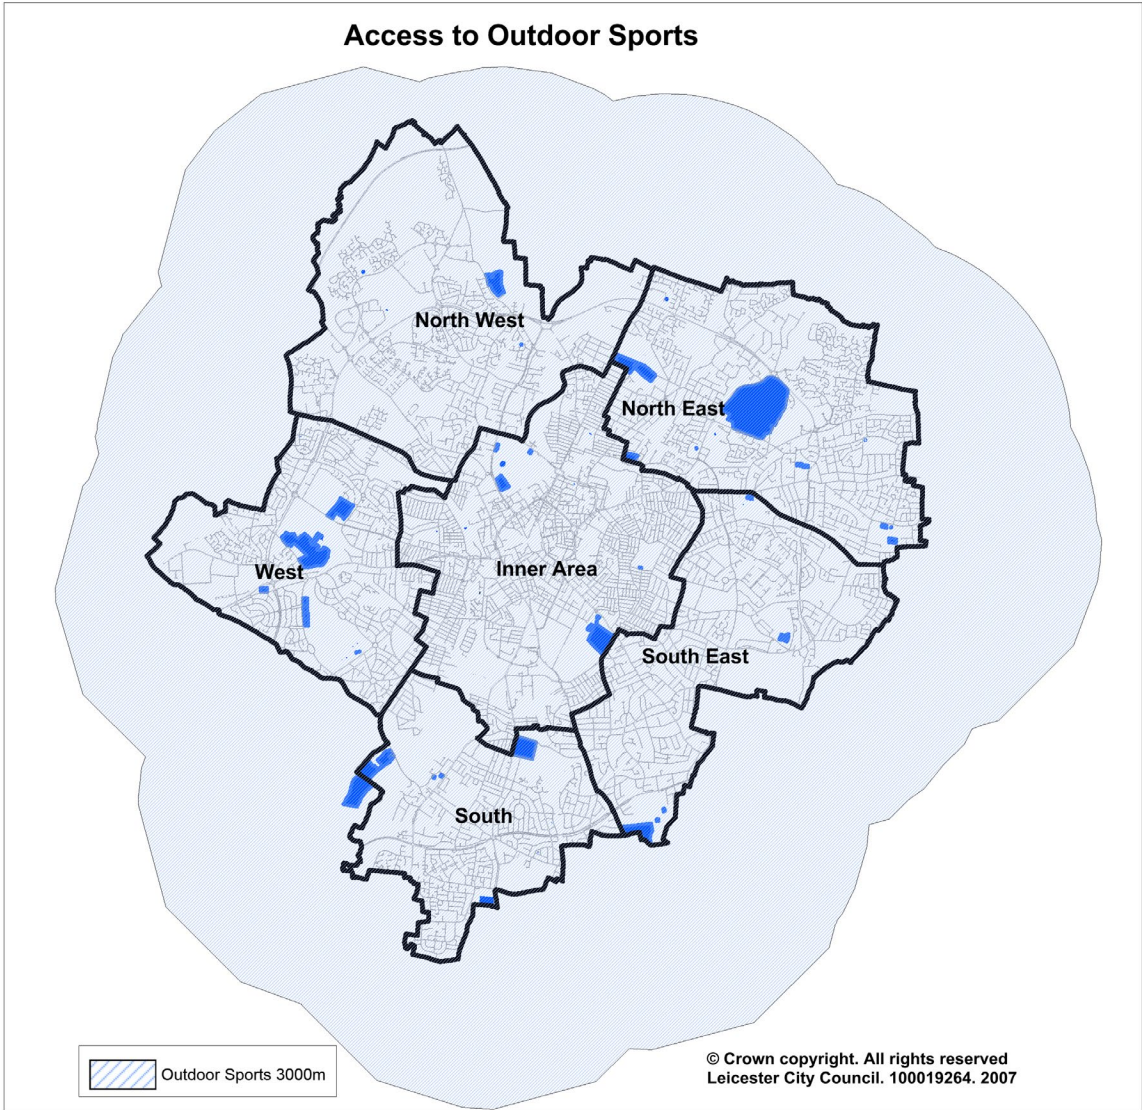 Access to Outdoor Sports
North West
North East
West
Inner Area
South East
South
Outdoor Sports 3000m
© Crown copyright. All rights reserved
Leicester City Council. 100019264. 2007